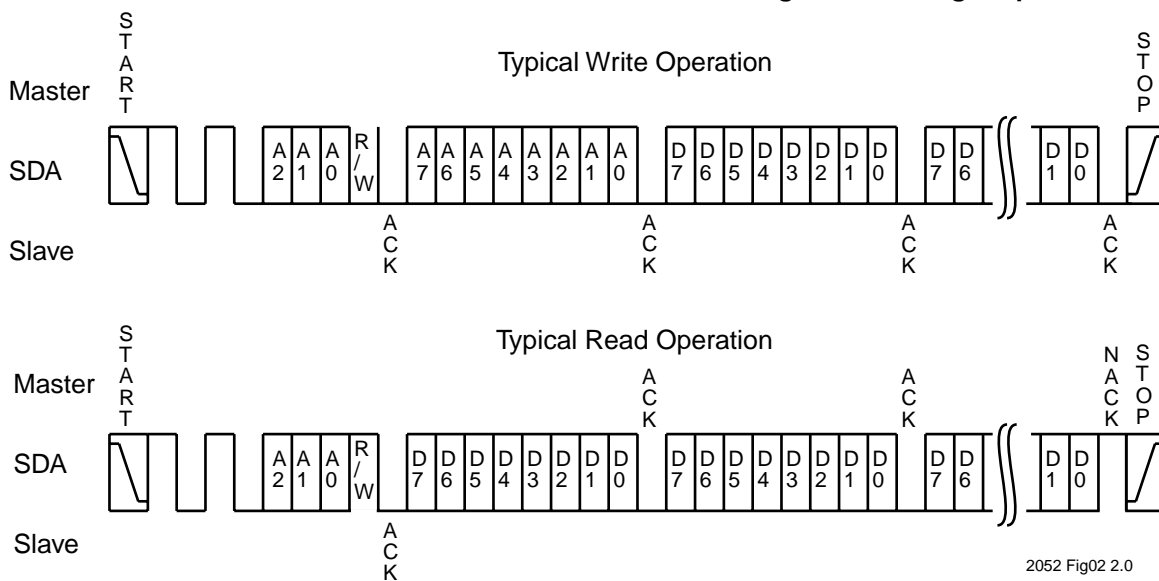 START
STOP
Typical Write Operation
Master
SDA
A2 A1 A0 R/W A7 A6 A5 A4 A3 A2 A1 A0 D7 D6 D5 D4 D3 D2 D1 D0 D7 D6 D1 D0
ACK ACK ACK ACK
Slave
START
Typical Read Operation
ACK ACK NACK STOP
Master
SDA
A2 A1 A0 R/W D7 D6 D5 D4 D3 D2 D1 D0 D7 D6 D5 D4 D3 D2 D1 D0 D7 D6 D1 D0
Slave
ACK
2052 Fig02 2.0